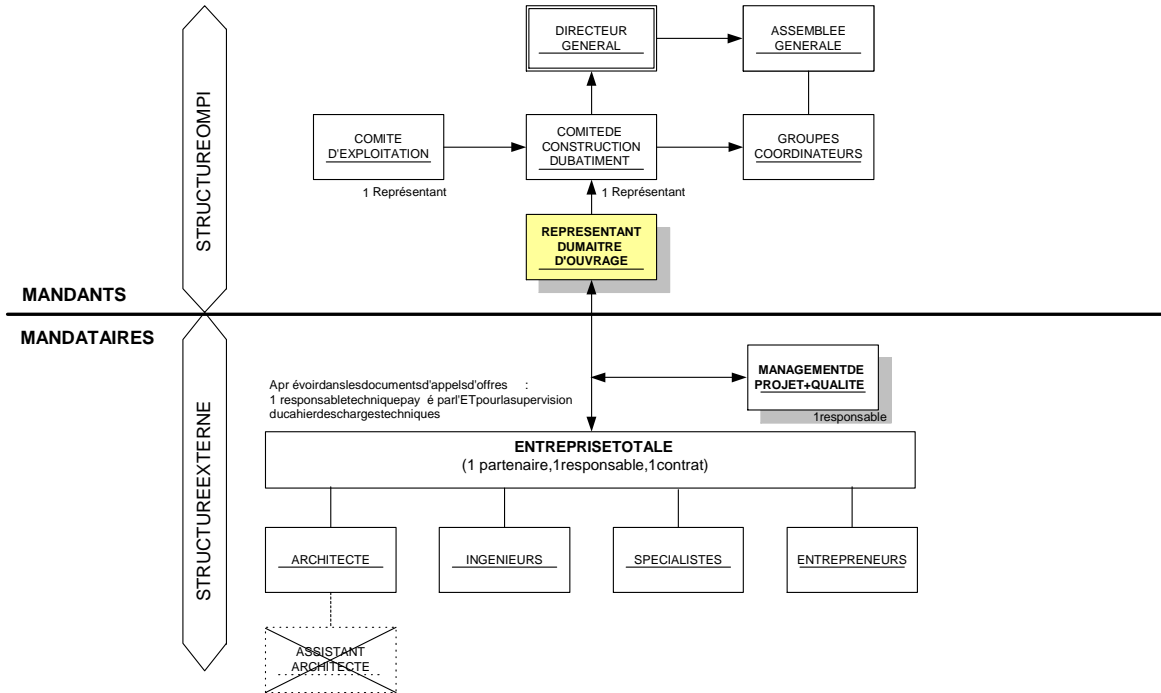 DIRECTEUR
GENERAL
ASSEMBLEE
GENERALE
STRUCTUREOMPI
COMITE
D'EXPLOITATION
COMITEDE
CONSTRUCTION
DUBATIMENT
GROUPES
COORDINATEURS
1 Représentant
1 Représentant
REPRESENTANT
DUMAITRE
D'OUVRAGE
MANDANTS
MANDATAIRES
STRUCTUREEXTERNE
MANAGEMENTDE
PROJET+QUALITE
1responsable
Apr évoirdanslesdocumentsd'appelsd'offres :
1 responsabletechniquepay é parl'ETpourlasupervision
ducahierdeschargestechniques
ENTREPRISETOTALE
(1 partenaire,1responsable,1contrat)
ARCHITECTE
INGENIEURS
SPECIALISTES
ENTREPRENEURS
ASSISTANT
ARCHITECTE